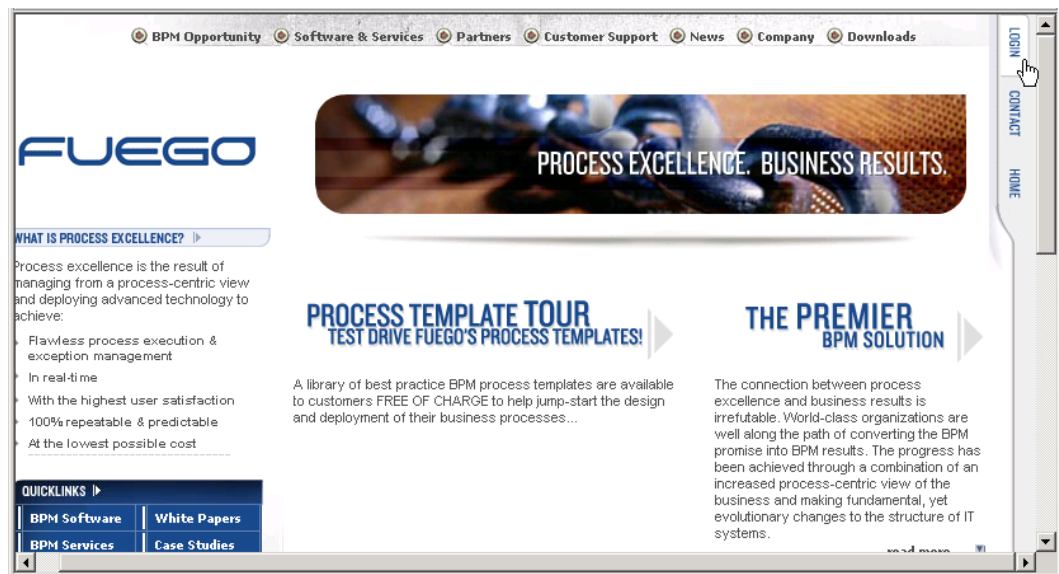 BPM Opportunity Software & Services Partners Customer Support News Company Downloads
LOGIN
CONTACT
HOME
FUEGO
PROCESS EXCELLENCE. BUSINESS RESULTS.
WHAT IS PROCESS EXCELLENCE?
Process excellence is the result of
managing from a process-centric view
and deploying advanced technology to
achieve:
Flawless process execution &
exception management
In real-time
With the highest user satisfaction
100% repeatable & predictable
At the lowest possible cost
QUICKLINKS
BPM Software White Papers
BPM Services Case Studies
PROCESS TEMPLATE TOUR
TEST DRIVE FUEGO'S PROCESS TEMPLATES!
A library of best practice BPM process templates are available
to customers FREE OF CHARGE to help jump-start the design
and deployment of their business processes...
THE PREMIER
BPM SOLUTION
The connection between process
excellence and business results is
irrefutable. World-class organizations are
well along the path of converting the BPM
promise into BPM results. The progress has
been achieved through a combination of an
increased process-centric view of the
business and making fundamental, yet
evolutionary changes to the structure of IT
systems.
read more